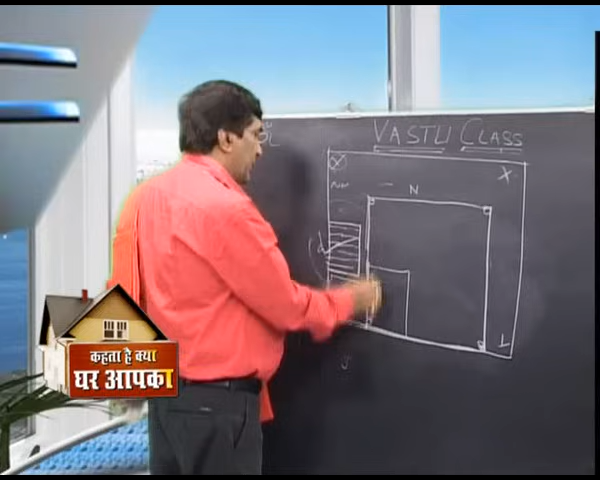 VASTU CLASS
X
X
N
S
कहता है क्या
घर आपका